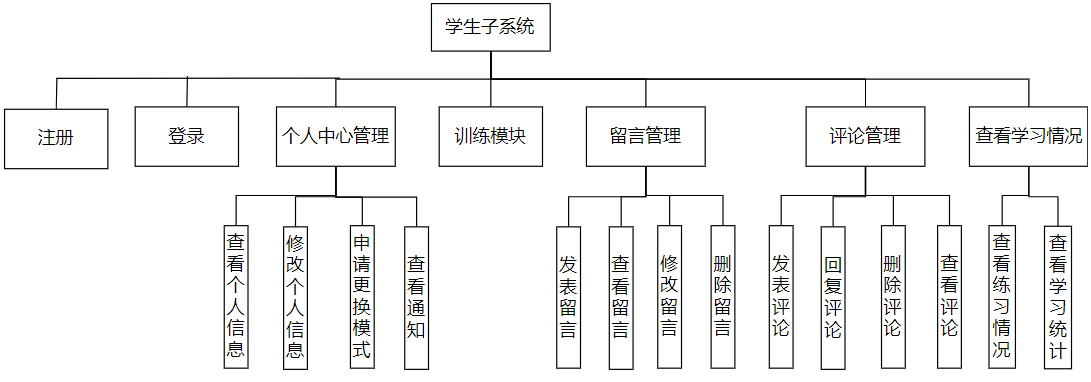 学生子系统
注册
登录
个人中心管理
训练模块
留言管理
评论管理
查看学习情况
查看个人信息
修改个人信息
申请更换模式
查看通知
发表留言
查看留言
修改留言
删除留言
发表评论
回复评论
删除评论
查看评论
查看练习情况
查看学习统计